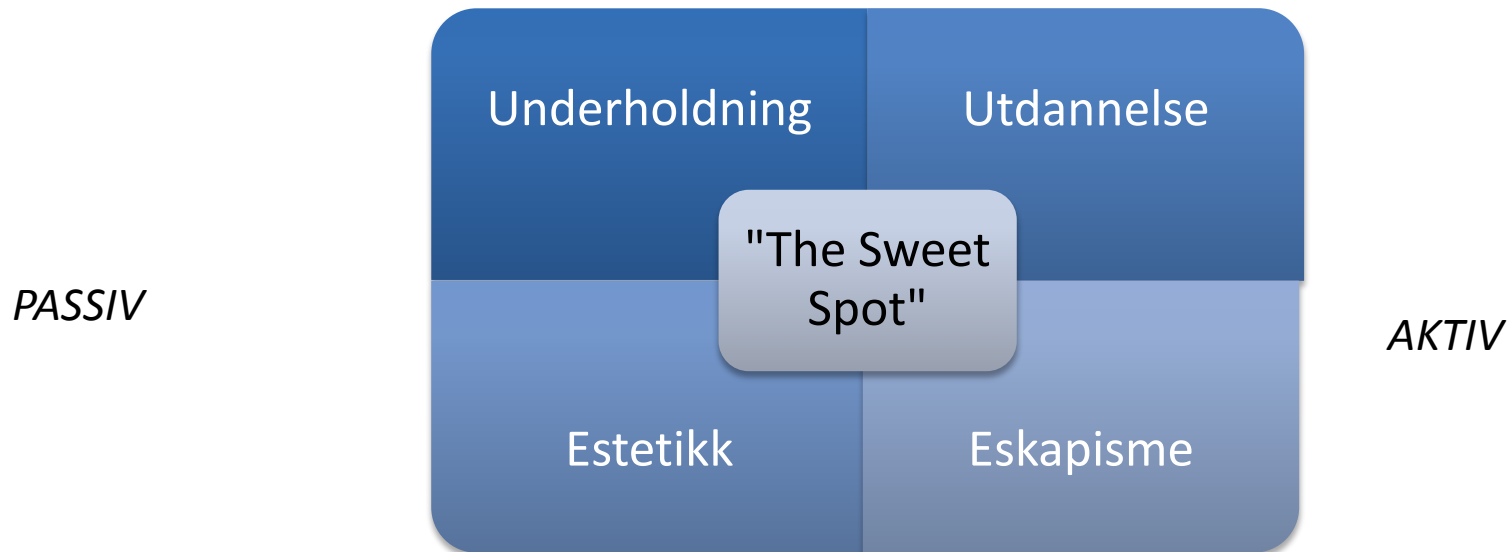 Underholdning
Utdannelse
"The Sweet
Spot"
PASSIV
AKTIV
Estetikk
Eskapisme